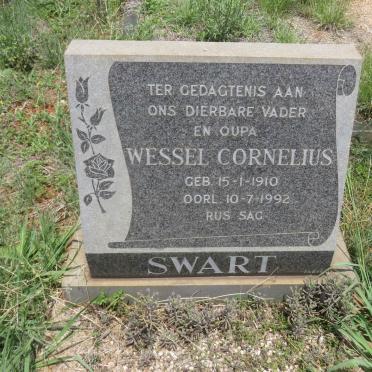 TER GEDAGTENIS AAN
ONS DIERBARE VADER
EN OUPA
WESSEL CORNELIUS
GEB. 15-1-1910
OORL. 10-7-1992
RUS SAG
SWART